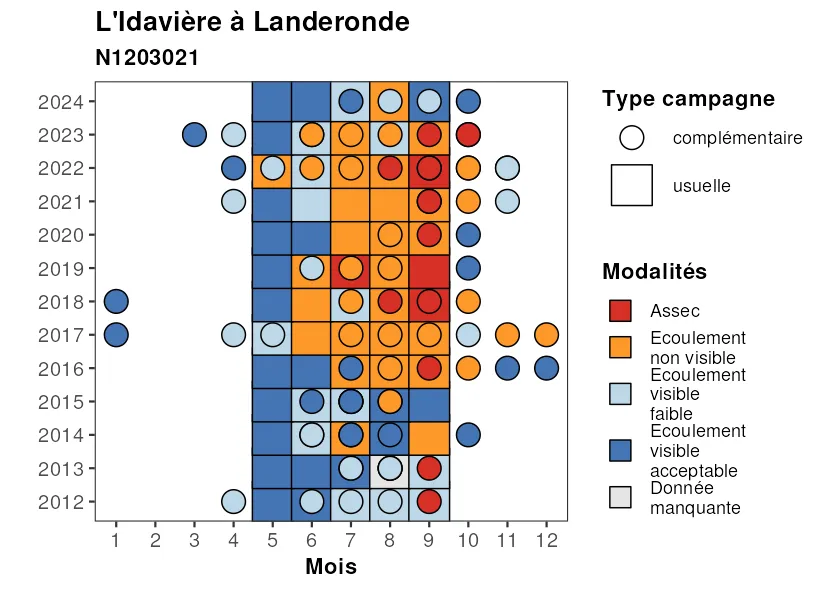 L'Idavière à Landeronde
N1203021
2024
2023
2022
2021
2020
2019
2018
2017
2016
2015
2014
2013
2012
1 2 3 4 5 6 7 8 9 10 11 12
Mois
Type campagne
complémentaire
usuelle
Modalités
Assec
Ecoulement
non visible
Ecoulement
visible
faible
Ecoulement
visible
acceptable
Donnée
manquante